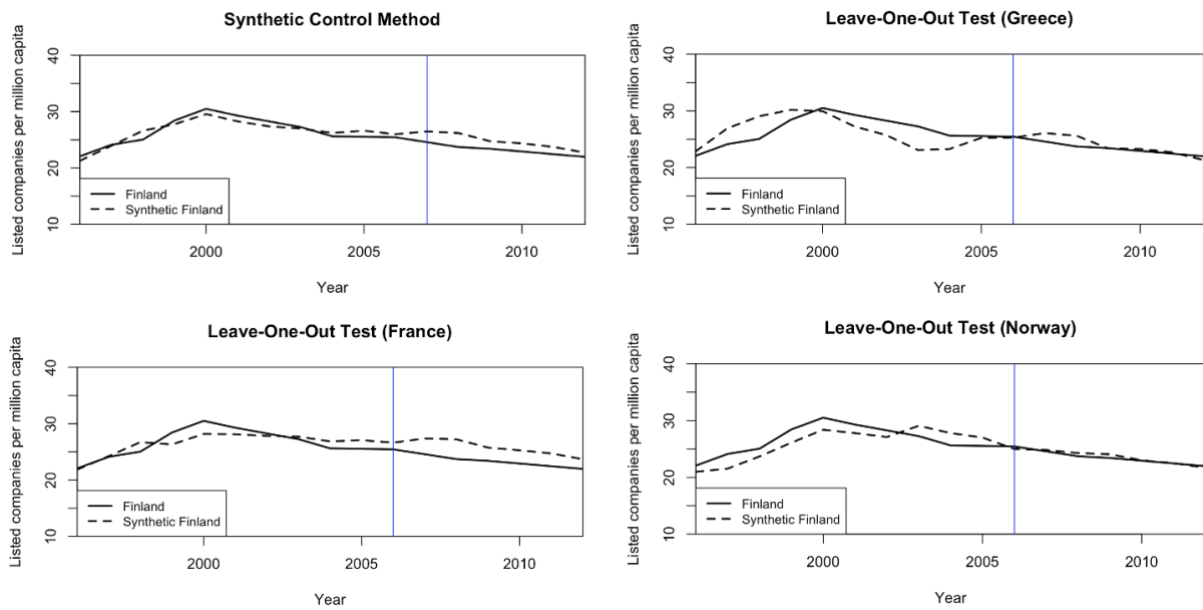 Synthetic Control Method
Listed companies per million capita
40
30
20
10
Finland
Synthetic Finland
2000 2005 2010
Year
Leave-One-Out Test (Greece)
Listed companies per million capita
40
30
20
10
Finland
Synthetic Finland
2000 2005 2010
Year
Leave-One-Out Test (France)
Listed companies per million capita
40
30
20
10
Finland
Synthetic Finland
2000 2005 2010
Year
Leave-One-Out Test (Norway)
Listed companies per million capita
40
30
20
10
Finland
Synthetic Finland
2000 2005 2010
Year